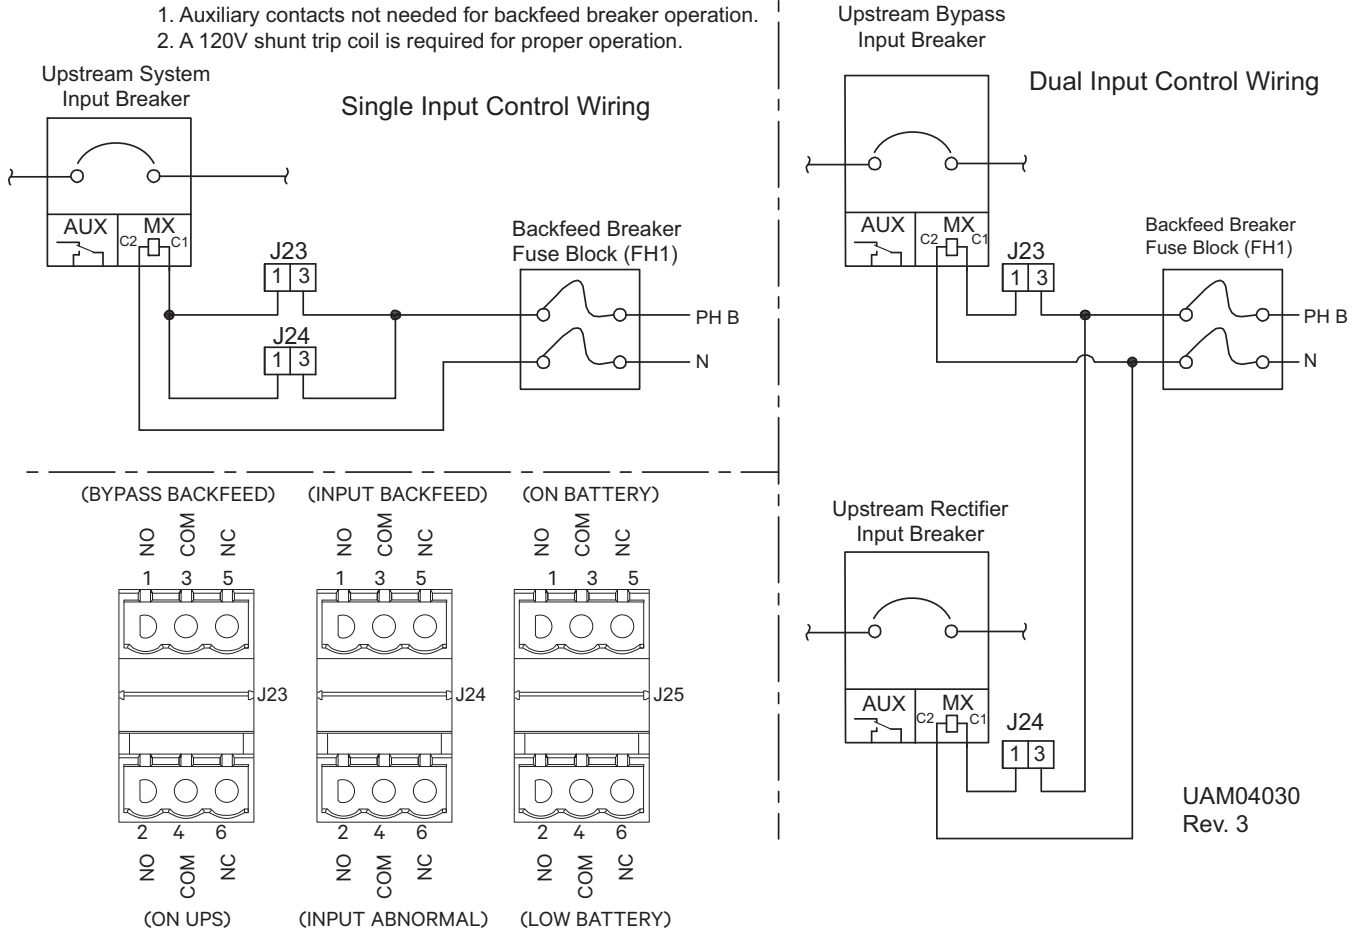 1. Auxiliary contacts not needed for backfeed breaker operation.
2. A 120V shunt trip coil is required for proper operation.
Upstream System
Input Breaker
Single Input Control Wiring
AUX
MX
C2
C1
J23
1 3
J24
1 3
Backfeed Breaker
Fuse Block (FH1)
PH B
N
Upstream Bypass
Input Breaker
Dual Input Control Wiring
AUX
MX
C2
C1
J23
1 3
Backfeed Breaker
Fuse Block (FH1)
PH B
N
Upstream Rectifier
Input Breaker
AUX
MX
C2
C1
J24
1 3
(BYPASS BACKFEED)
NO COM NC
1 3 5
J23
2 4 6
NO COM NC
(ON UPS)
(INPUT BACKFEED)
NO COM NC
1 3 5
J24
2 4 6
NO COM NC
(INPUT ABNORMAL)
(ON BATTERY)
NO COM NC
1 3 5
J25
2 4 6
NO COM NC
(LOW BATTERY)
UAM04030
Rev. 3